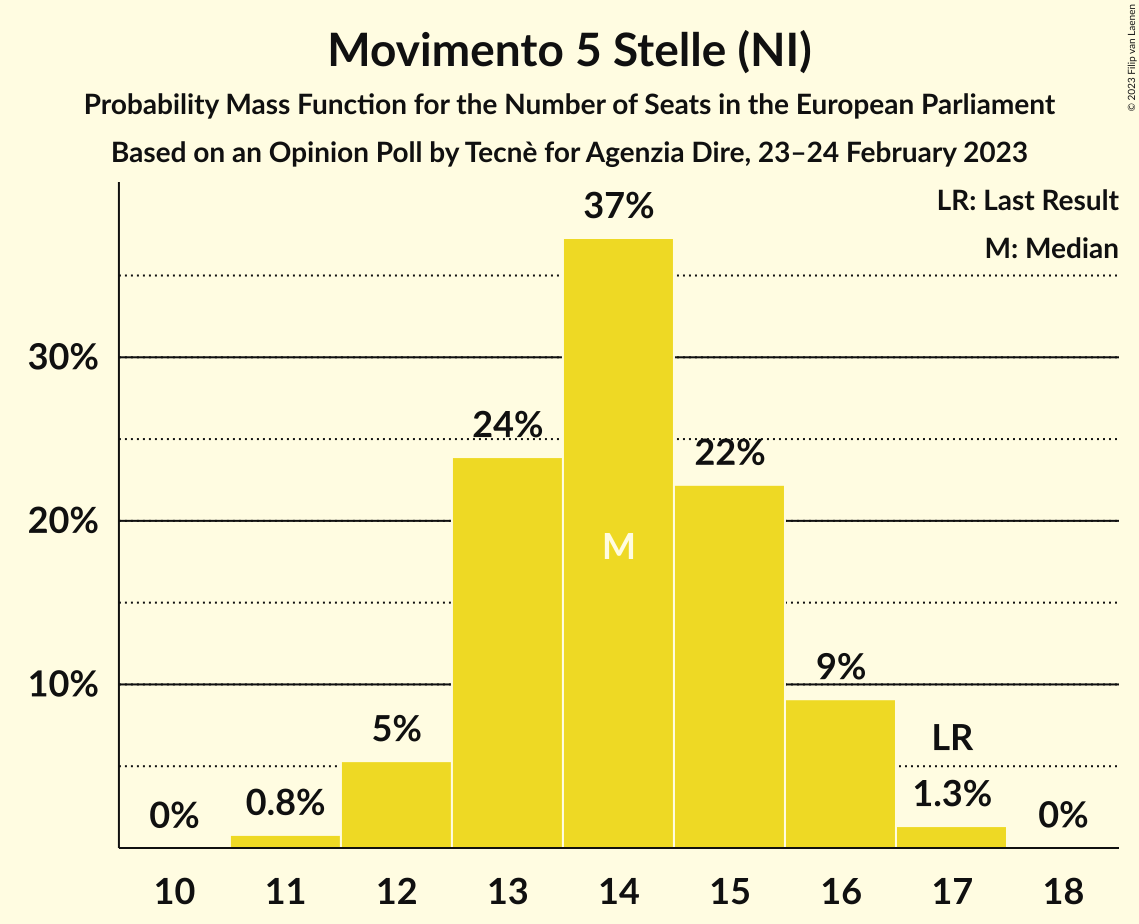 Movimento 5 Stelle (NI)
Probability Mass Function for the Number of Seats in the European Parliament
Based on an Opinion Poll by Tecnè for Agenzia Dire, 23–24 February 2023
© 2023 Filip van Laenen
LR: Last Result
M: Median
37%
30%
24%
22%
20%
M
10%
9%
5%
LR
0%
0.8%
1.3%
0%
10 11 12 13 14 15 16 17 18